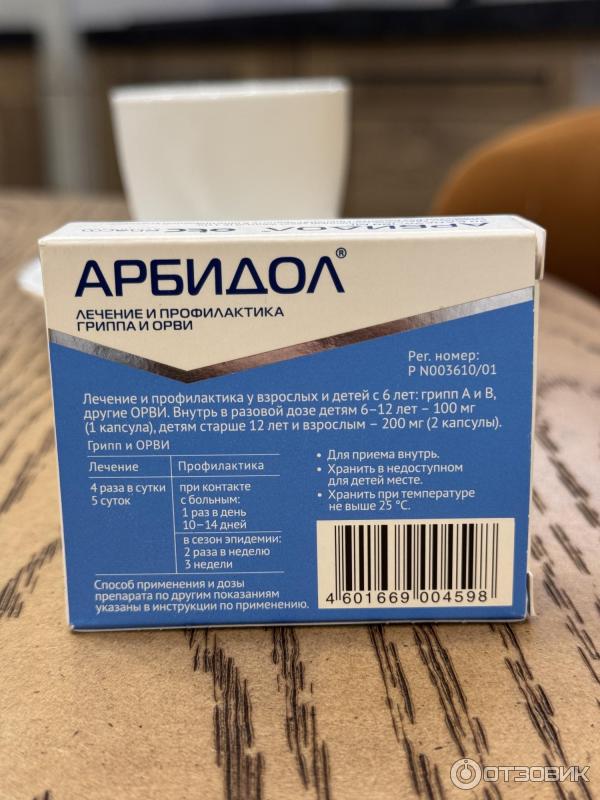 АРБИДОЛ
АРБИДОЛ®
ЛЕЧЕНИЕ И ПРОФИЛАКТИКА
ГРИППА И ОРВИ
Рег. номер:
Р N003610/01
Лечение и профилактика у взрослых и детей с 6 лет: грипп А и В,
другие ОРВИ. Внутрь в разовой дозе детям 6–12 лет – 100 мг
(1 капсула), детям старше 12 лет и взрослым – 200 мг (2 капсулы).
Грипп и ОРВИ
Лечение
Профилактика
4 раза в сутки
5 суток
при контакте
с больным:
1 раз в день
10–14 дней
в сезон эпидемии:
2 раза в неделю
3 недели
• Для приема внутрь.
• Хранить в недоступном
для детей месте.
• Хранить при температуре
не выше 25 °С.
Способ применения и дозы
препарата по другим показаниям
указаны в инструкции по применению.
4 601669 004598
ОТЗОВИК